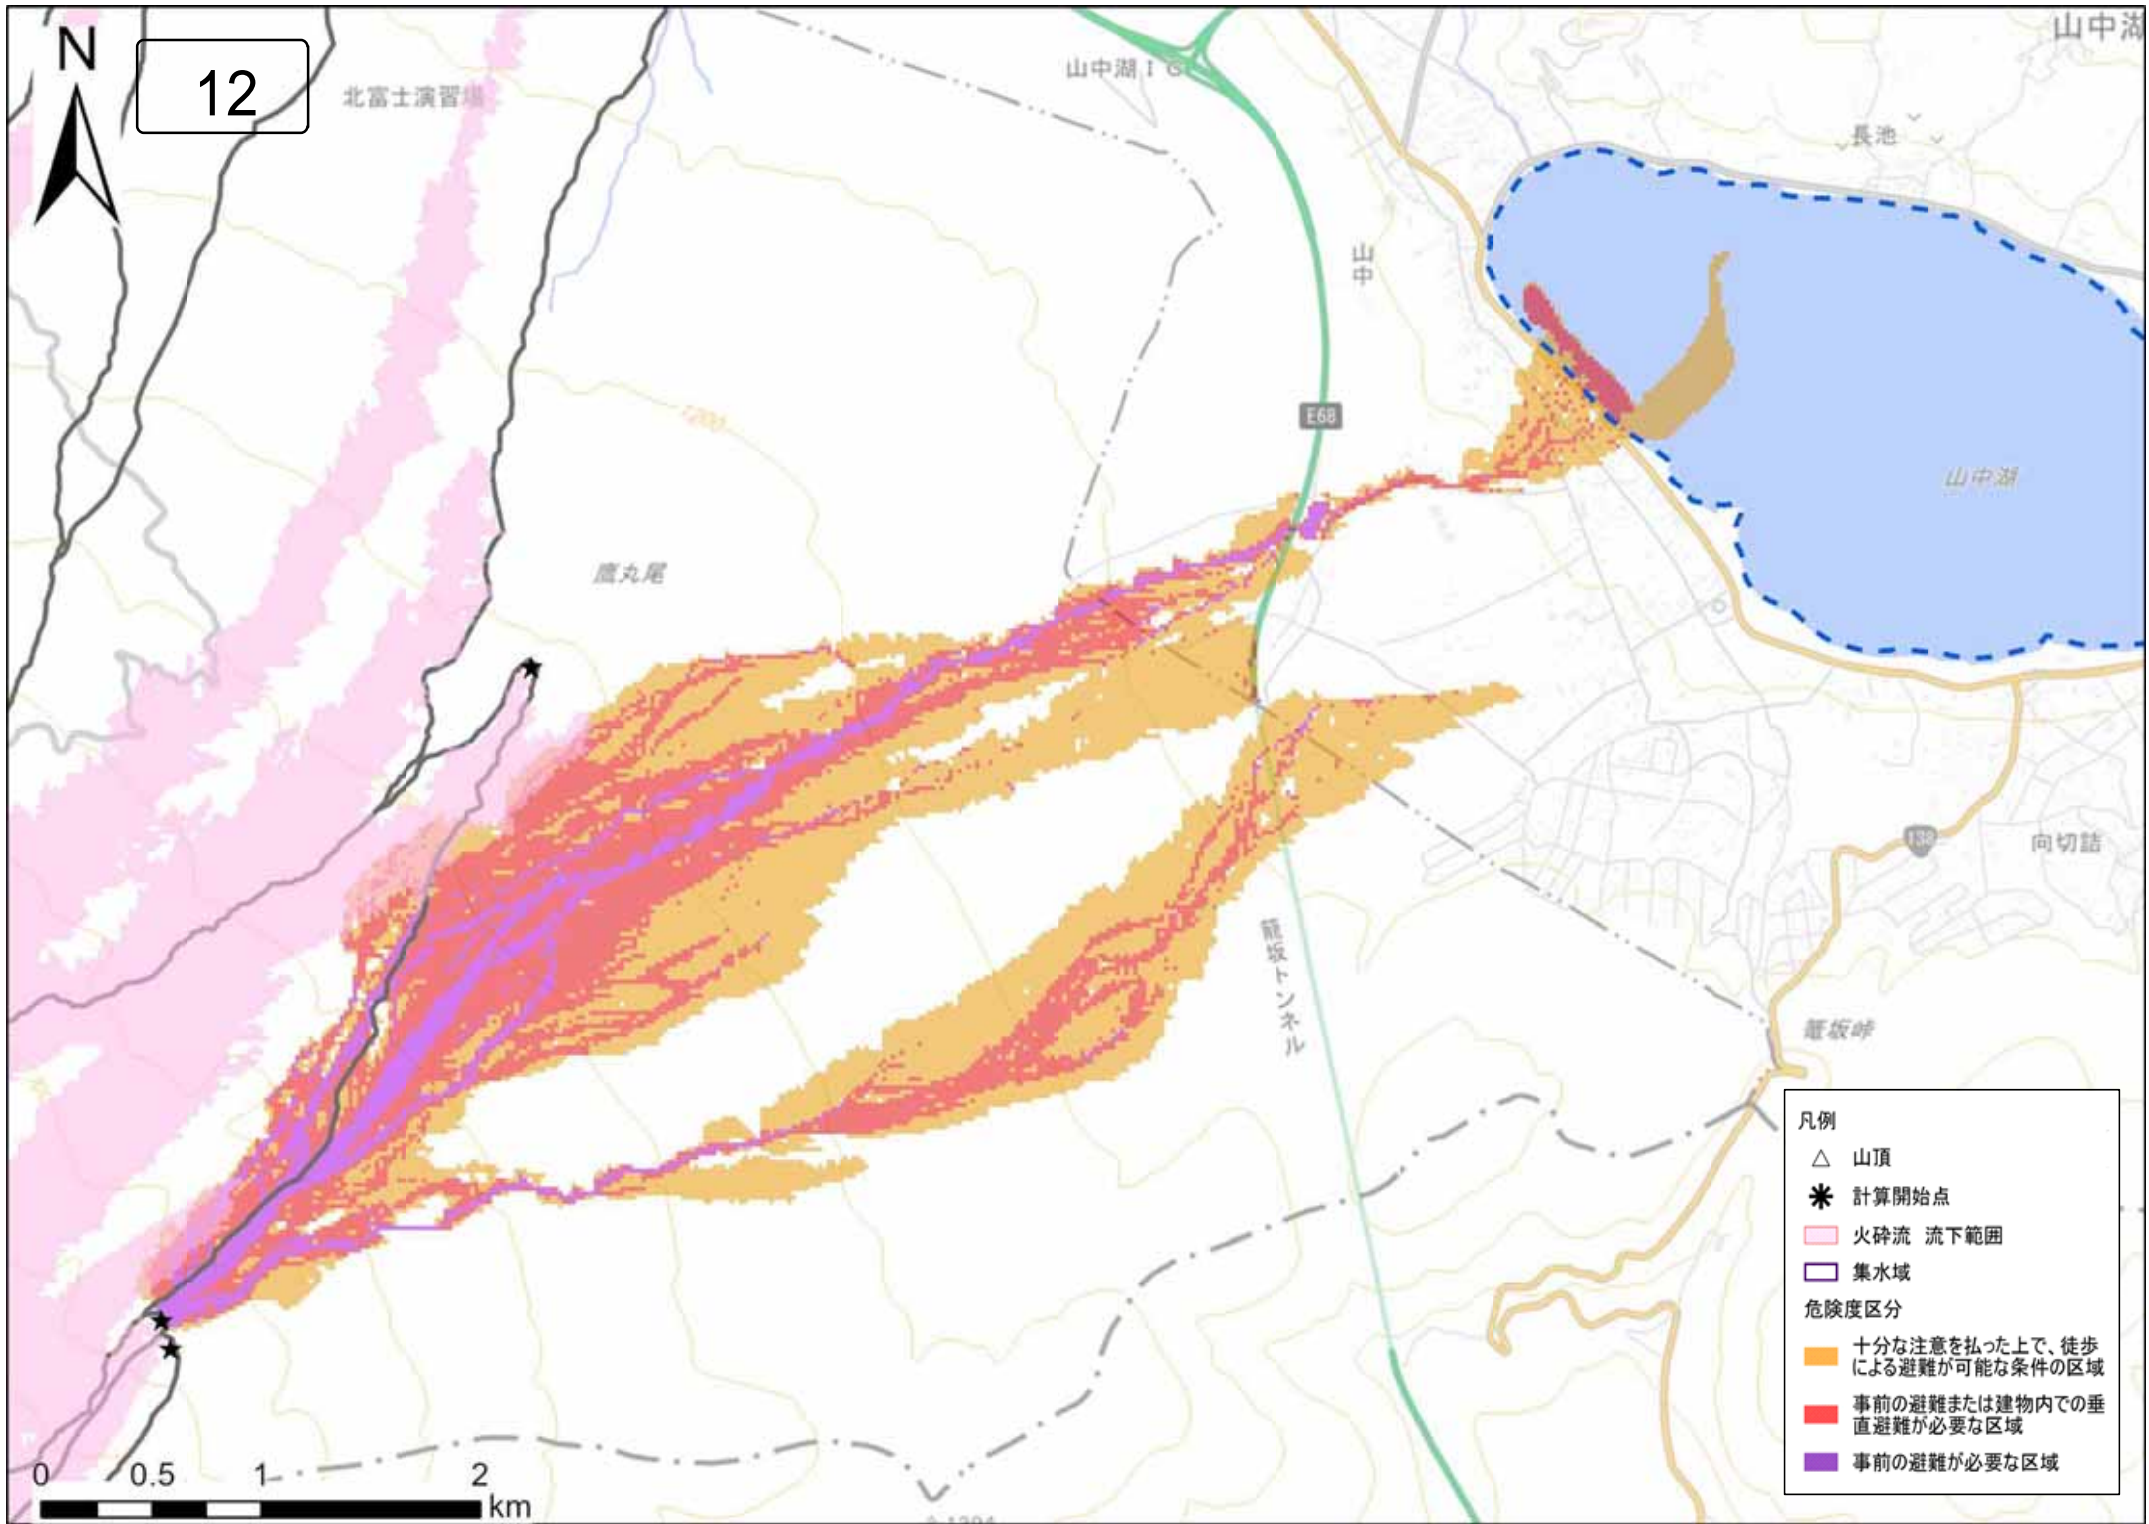 N
12
北富士演習場
山中湖ＩＣ
山中湖
長池
山中
E68
山中湖
鷹丸尾
1200
138
向切詰
籠坂トンネル
篭坂峠
凡例
山頂
計算開始点
火砕流 流下範囲
集水域
危険度区分
十分な注意を払った上で、徒歩
による避難が可能な条件の区域
事前の避難または建物内での垂
直避難が必要な区域
事前の避難が必要な区域
0 0.5 1 2
km